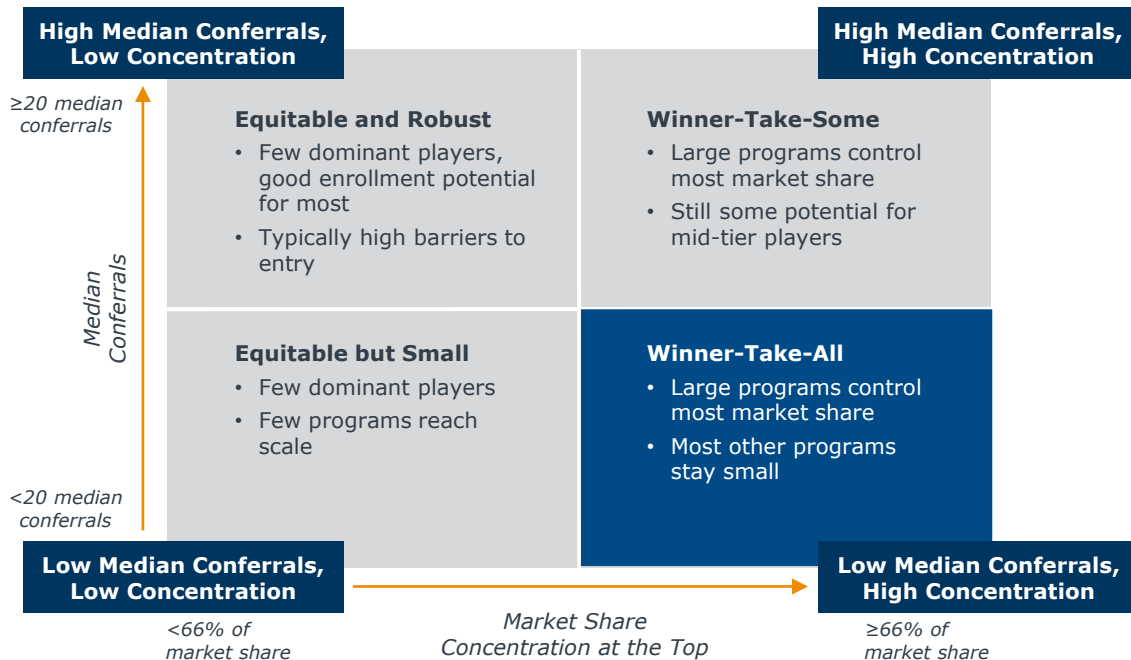 High Median Conferrals,
Low Concentration
High Median Conferrals,
High Concentration
≥20 median
conferrals
Equitable and Robust
• Few dominant players,
good enrollment potential
for most
• Typically high barriers to
entry
Winner-Take-Some
• Large programs control
most market share
• Still some potential for
mid-tier players
Median
Conferrals
Equitable but Small
• Few dominant players
• Few programs reach
scale
Winner-Take-All
• Large programs control
most market share
• Most other programs
stay small
<20 median
conferrals
Low Median Conferrals,
Low Concentration
Low Median Conferrals,
High Concentration
<66% of
market share
Market Share
Concentration at the Top
≥66% of
market share